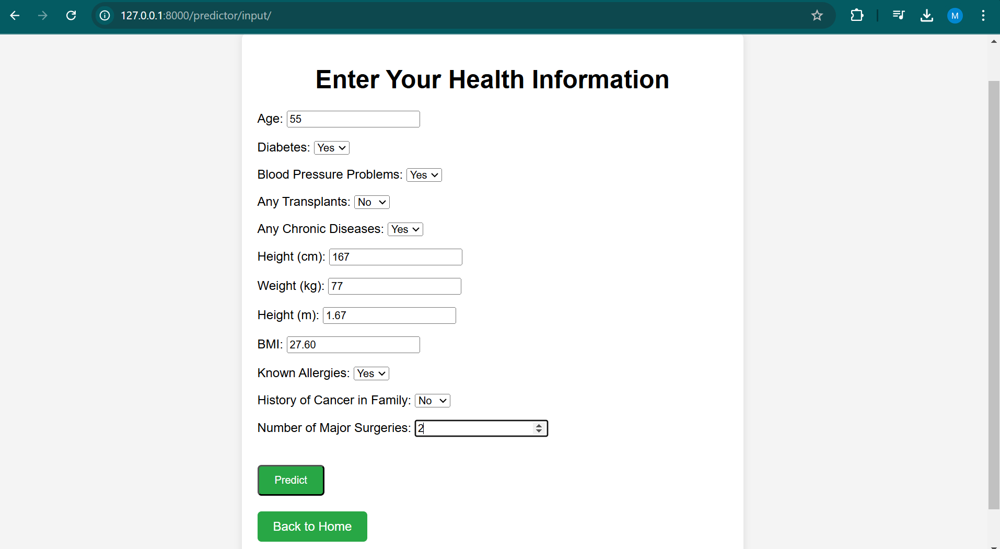 127.0.0.1:8000/predictor/input/
M
Enter Your Health Information
Age: 55
Diabetes: Yes
Blood Pressure Problems: Yes
Any Transplants: No
Any Chronic Diseases: Yes
Height (cm): 167
Weight (kg): 77
Height (m): 1.67
BMI: 27.60
Known Allergies: Yes
History of Cancer in Family: No
Number of Major Surgeries: 2
Predict
Back to Home